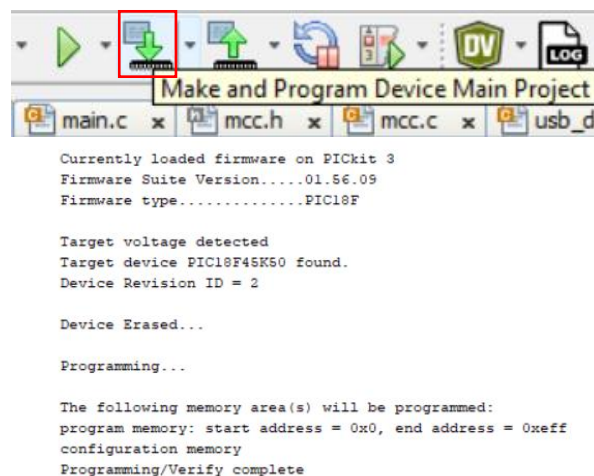 DV
LOG
Make and Program Device Main Project
main.c x mcc.h x mcc.c x usb_d
Currently loaded firmware on PICkit 3
Firmware Suite Version.....01.56.09
Firmware type..............PIC18F
Target voltage detected
Target device PIC18F45K50 found.
Device Revision ID = 2
Device Erased...
Programming...
The following memory area(s) will be programmed:
program memory: start address = 0x0, end address = 0xeff
configuration memory
Programming/Verify complete